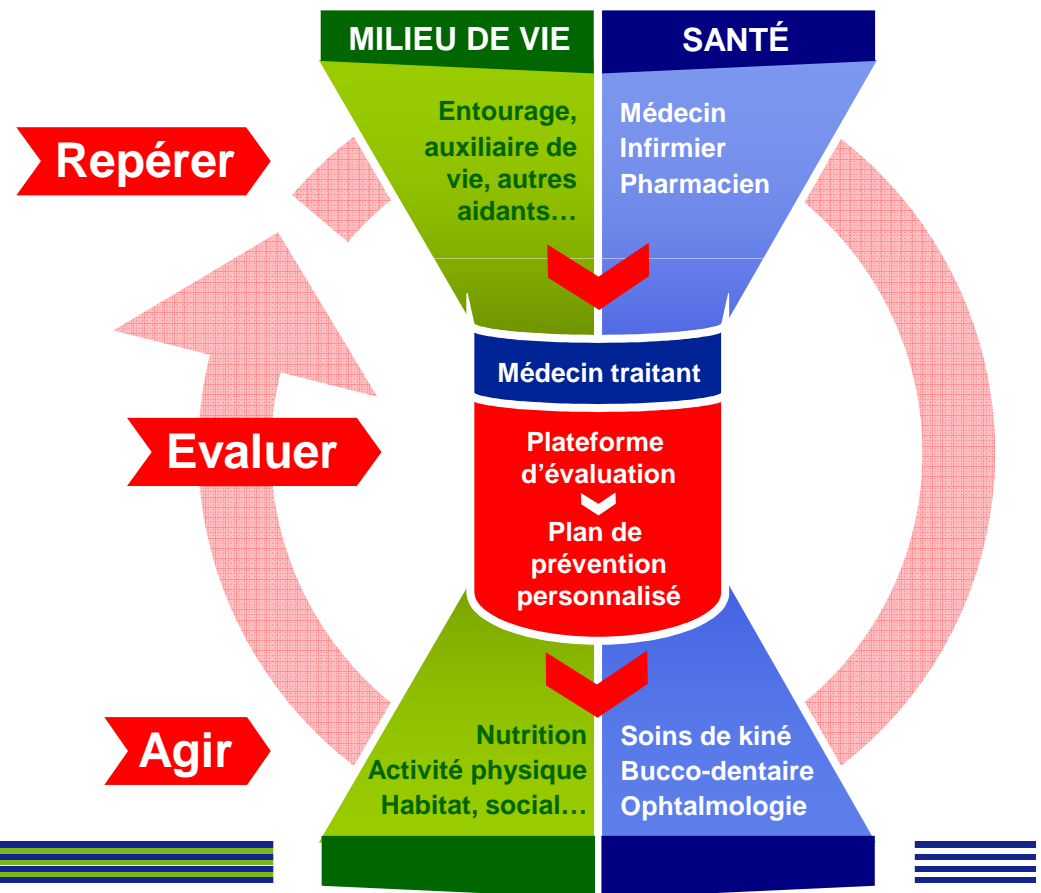 MILIEU DE VIE
SANTÉ
Repérer
Entourage,
auxiliaire de
vie, autres
aidants…
Médecin
Infirmier
Pharmacien
Médecin traitant
Evaluer
Plateforme
d’évaluation
Plan de
prévention
personnalisé
Agir
Nutrition
Activité physique
Habitat, social…
Soins de kiné
Bucco-dentaire
Ophtalmologie